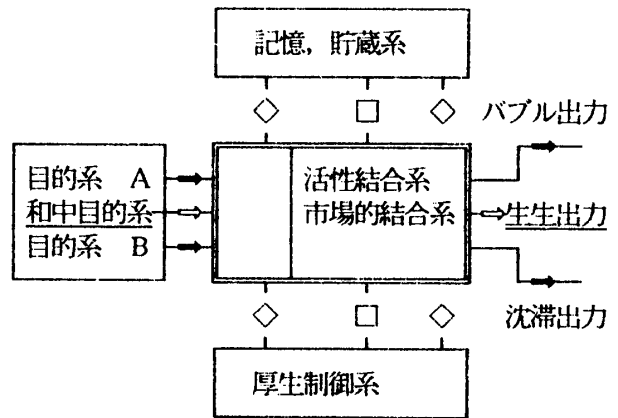 記憶，貯蔵系
バブル出力
目的系 A
和中目的系
目的系 B
活性結合系
市場的結合系
生生出力
沈滞出力
厚生制御系